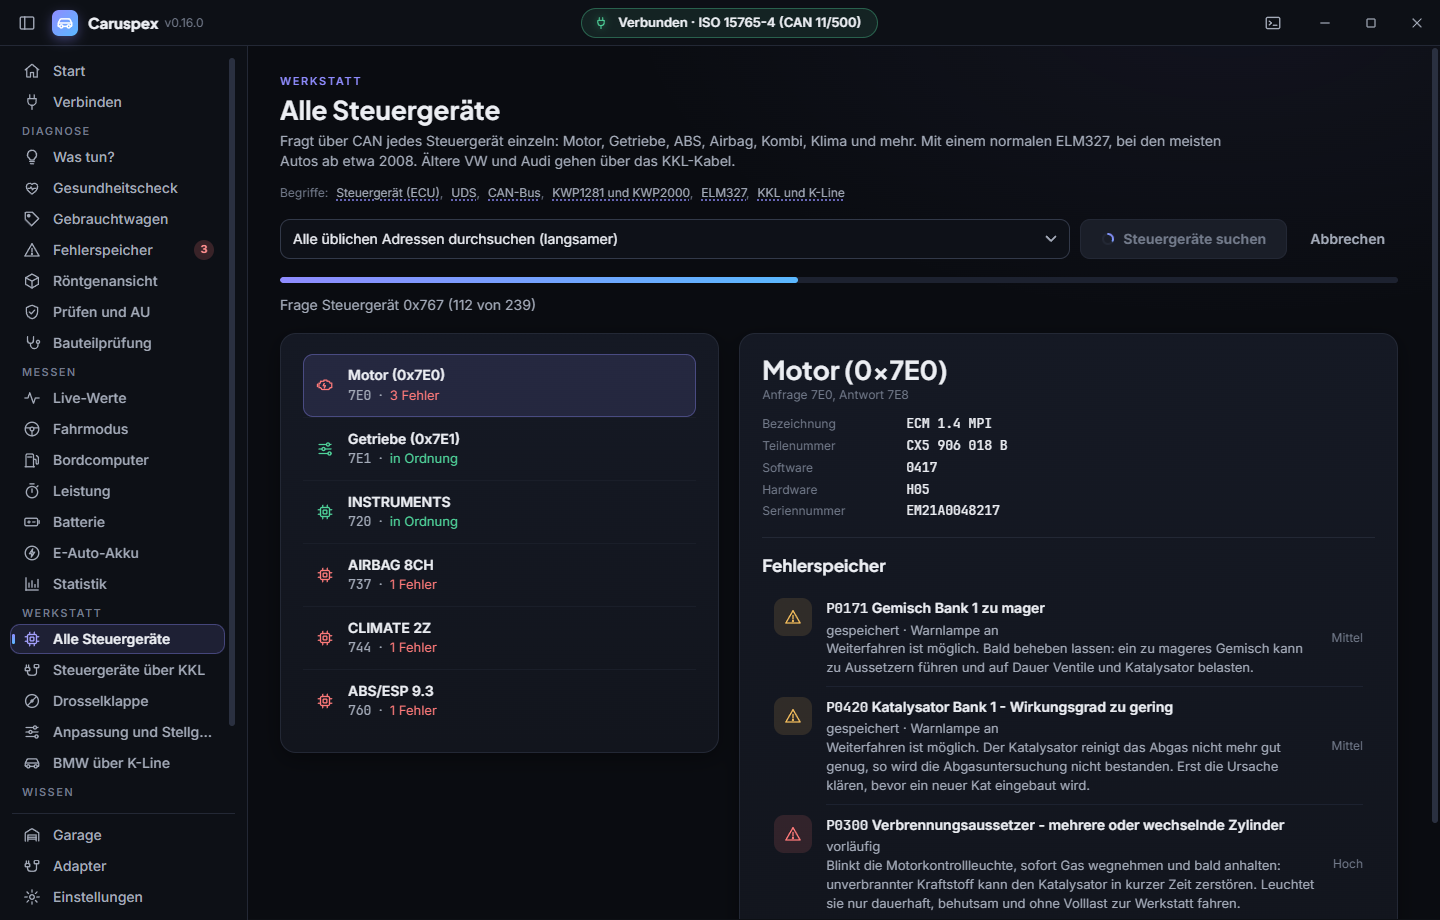 Caruspex v0.16.0
Verbunden · ISO 15765-4 (CAN 11/500)
Start
Verbinden
DIAGNOSE
Was tun?
Gesundheitscheck
Gebrauchtwagen
Fehlerspeicher 3
Röntgenansicht
Prüfen und AU
Bauteilprüfung
MESSEN
Live-Werte
Fahrmodus
Bordcomputer
Leistung
Batterie
E-Auto-Akku
Statistik
WERKSTATT
Alle Steuergeräte
Steuergeräte über KKL
Drosselklappe
Anpassung und Stellg...
BMW über K-Line
WISSEN
Garage
Adapter
Einstellungen
WERKSTATT
Alle Steuergeräte
Fragt über CAN jedes Steuergerät einzeln: Motor, Getriebe, ABS, Airbag, Kombi, Klima und mehr. Mit einem normalen ELM327, bei den meisten
Autos ab etwa 2008. Ältere VW und Audi gehen über das KKL-Kabel.
Begriffe: Steuergerät (ECU), UDS, CAN-Bus, KWP1281 und KWP2000, ELM327, KKL und K-Line
Alle üblichen Adressen durchsuchen (langsamer)
Steuergeräte suchen
Abbrechen
Frage Steuergerät 0x767 (112 von 239)
Motor (0x7E0)
7E0 · 3 Fehler
Getriebe (0x7E1)
7E1 · in Ordnung
INSTRUMENTS
720 · in Ordnung
AIRBAG 8CH
737 · 1 Fehler
CLIMATE 2Z
744 · 1 Fehler
ABS/ESP 9.3
760 · 1 Fehler
Motor (0×7E0)
Anfrage 7E0, Antwort 7E8
Bezeichnung ECM 1.4 MPI
Teilenummer CX5 906 018 B
Software 0417
Hardware H05
Seriennummer EM21A0048217
Fehlerspeicher
P0171 Gemisch Bank 1 zu mager
gespeichert · Warnlampe an
Weiterfahren ist möglich. Bald beheben lassen: ein zu mageres Gemisch kann
zu Aussetzern führen und auf Dauer Ventile und Katalysator belasten.
Mittel
P0420 Katalysator Bank 1 - Wirkungsgrad zu gering
gespeichert · Warnlampe an
Weiterfahren ist möglich. Der Katalysator reinigt das Abgas nicht mehr gut
genug, so wird die Abgasuntersuchung nicht bestanden. Erst die Ursache
klären, bevor ein neuer Kat eingebaut wird.
Mittel
P0300 Verbrennungsaussetzer - mehrere oder wechselnde Zylinder
vorläufig
Blinkt die Motorkontrollleuchte, sofort Gas wegnehmen und bald anhalten:
unverbrannter Kraftstoff kann den Katalysator in kurzer Zeit zerstören. Leuchtet
sie nur dauerhaft, behutsam und ohne Volllast zur Werkstatt fahren.
Hoch